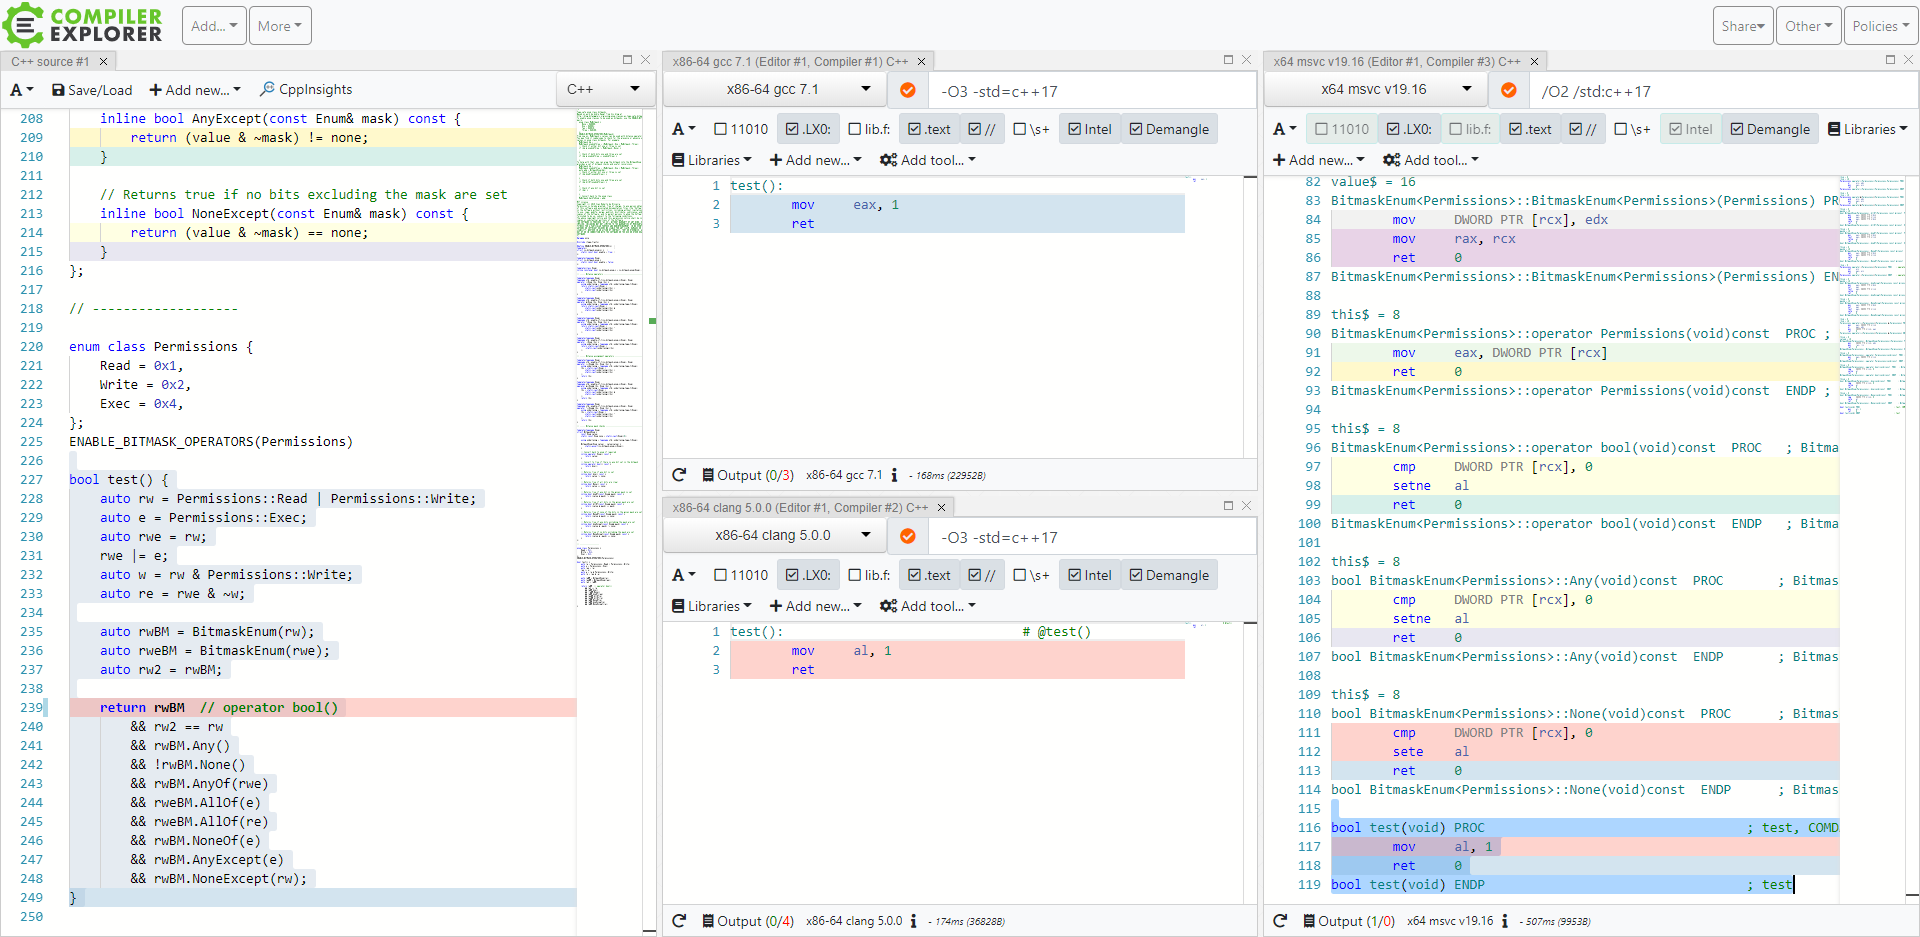 COMPILER EXPLORER
Add...
More
Share
Other
Policies
C++ source #1
A
Save/Load
Add new...
CppInsights
C++
208 inline bool AnyExcept(const Enum& mask) const {
209 return (value & ~mask) != none;
210 }
211
212 // Returns true if no bits excluding the mask are set
213 inline bool NoneExcept(const Enum& mask) const {
214 return (value & ~mask) == none;
215 }
216 };
217
218 // -------------------
219
220 enum class Permissions {
221 Read = 0x1,
222 Write = 0x2,
223 Exec = 0x4,
224 };
225 ENABLE_BITMASK_OPERATORS(Permissions)
226
227 bool test() {
228 auto rw = Permissions::Read | Permissions::Write;
229 auto e = Permissions::Exec;
230 auto rwe = rw;
231 rwe |= e;
232 auto w = rw & Permissions::Write;
233 auto re = rwe & ~w;
234
235 auto rwBM = BitmaskEnum(rw);
236 auto rweBM = BitmaskEnum(rwe);
237 auto rw2 = rwBM;
238
239 return rwBM // operator bool()
240 && rw2 == rw
241 && rwBM.Any()
242 && !rwBM.None()
243 && rwBM.AnyOf(rwe)
244 && rweBM.AllOf(e)
245 && rweBM.AllOf(re)
246 && rwBM.NoneOf(e)
247 && rwBM.AnyExcept(e)
248 && rwBM.NoneExcept(rw);
249 }
250
x86-64 gcc 7.1 (Editor #1, Compiler #1) C++
x86-64 gcc 7.1
-O3 -std=c++17
A 11010 .LX0: lib.f: .text // \s+ Intel Demangle
Libraries Add new... Add tool...
1 test():
2 mov eax, 1
3 ret
Output (0/3) x86-64 gcc 7.1 i - 168ms (22952B)
x86-64 clang 5.0.0 (Editor #1, Compiler #2) C++
x86-64 clang 5.0.0
-O3 -std=c++17
A 11010 .LX0: lib.f: .text // \s+ Intel Demangle
Libraries Add new... Add tool...
1 test(): # @test()
2 mov al, 1
3 ret
Output (0/4) x86-64 clang 5.0.0 i - 174ms (36828B)
x64 msvc v19.16 (Editor #1, Compiler #3) C++
x64 msvc v19.16
/O2 /std:c++17
A 11010 .LX0: lib.f: .text // \s+ Intel Demangle Libraries
Add new... Add tool...
82 value$ = 16
83 BitmaskEnum<Permissions>::BitmaskEnum<Permissions>(Permissions) PR
84 mov DWORD PTR [rcx], edx
85 mov rax, rcx
86 ret 0
87 BitmaskEnum<Permissions>::BitmaskEnum<Permissions>(Permissions) EN
88
89 this$ = 8
90 BitmaskEnum<Permissions>::operator Permissions(void)const PROC ;
91 mov eax, DWORD PTR [rcx]
92 ret 0
93 BitmaskEnum<Permissions>::operator Permissions(void)const ENDP ;
94
95 this$ = 8
96 BitmaskEnum<Permissions>::operator bool(void)const PROC ; Bitmas
97 cmp DWORD PTR [rcx], 0
98 setne al
99 ret 0
100 BitmaskEnum<Permissions>::operator bool(void)const ENDP ; Bitmas
101
102 this$ = 8
103 bool BitmaskEnum<Permissions>::Any(void)const PROC ; Bitmas
104 cmp DWORD PTR [rcx], 0
105 setne al
106 ret 0
107 bool BitmaskEnum<Permissions>::Any(void)const ENDP ; Bitmas
108
109 this$ = 8
110 bool BitmaskEnum<Permissions>::None(void)const PROC ; Bitmas
111 cmp DWORD PTR [rcx], 0
112 sete al
113 ret 0
114 bool BitmaskEnum<Permissions>::None(void)const ENDP ; Bitmas
115
116 bool test(void) PROC ; test, COMD
117 mov al, 1
118 ret 0
119 bool test(void) ENDP ; test
Output (1/0) x64 msvc v19.16 i - 507ms (9953B)